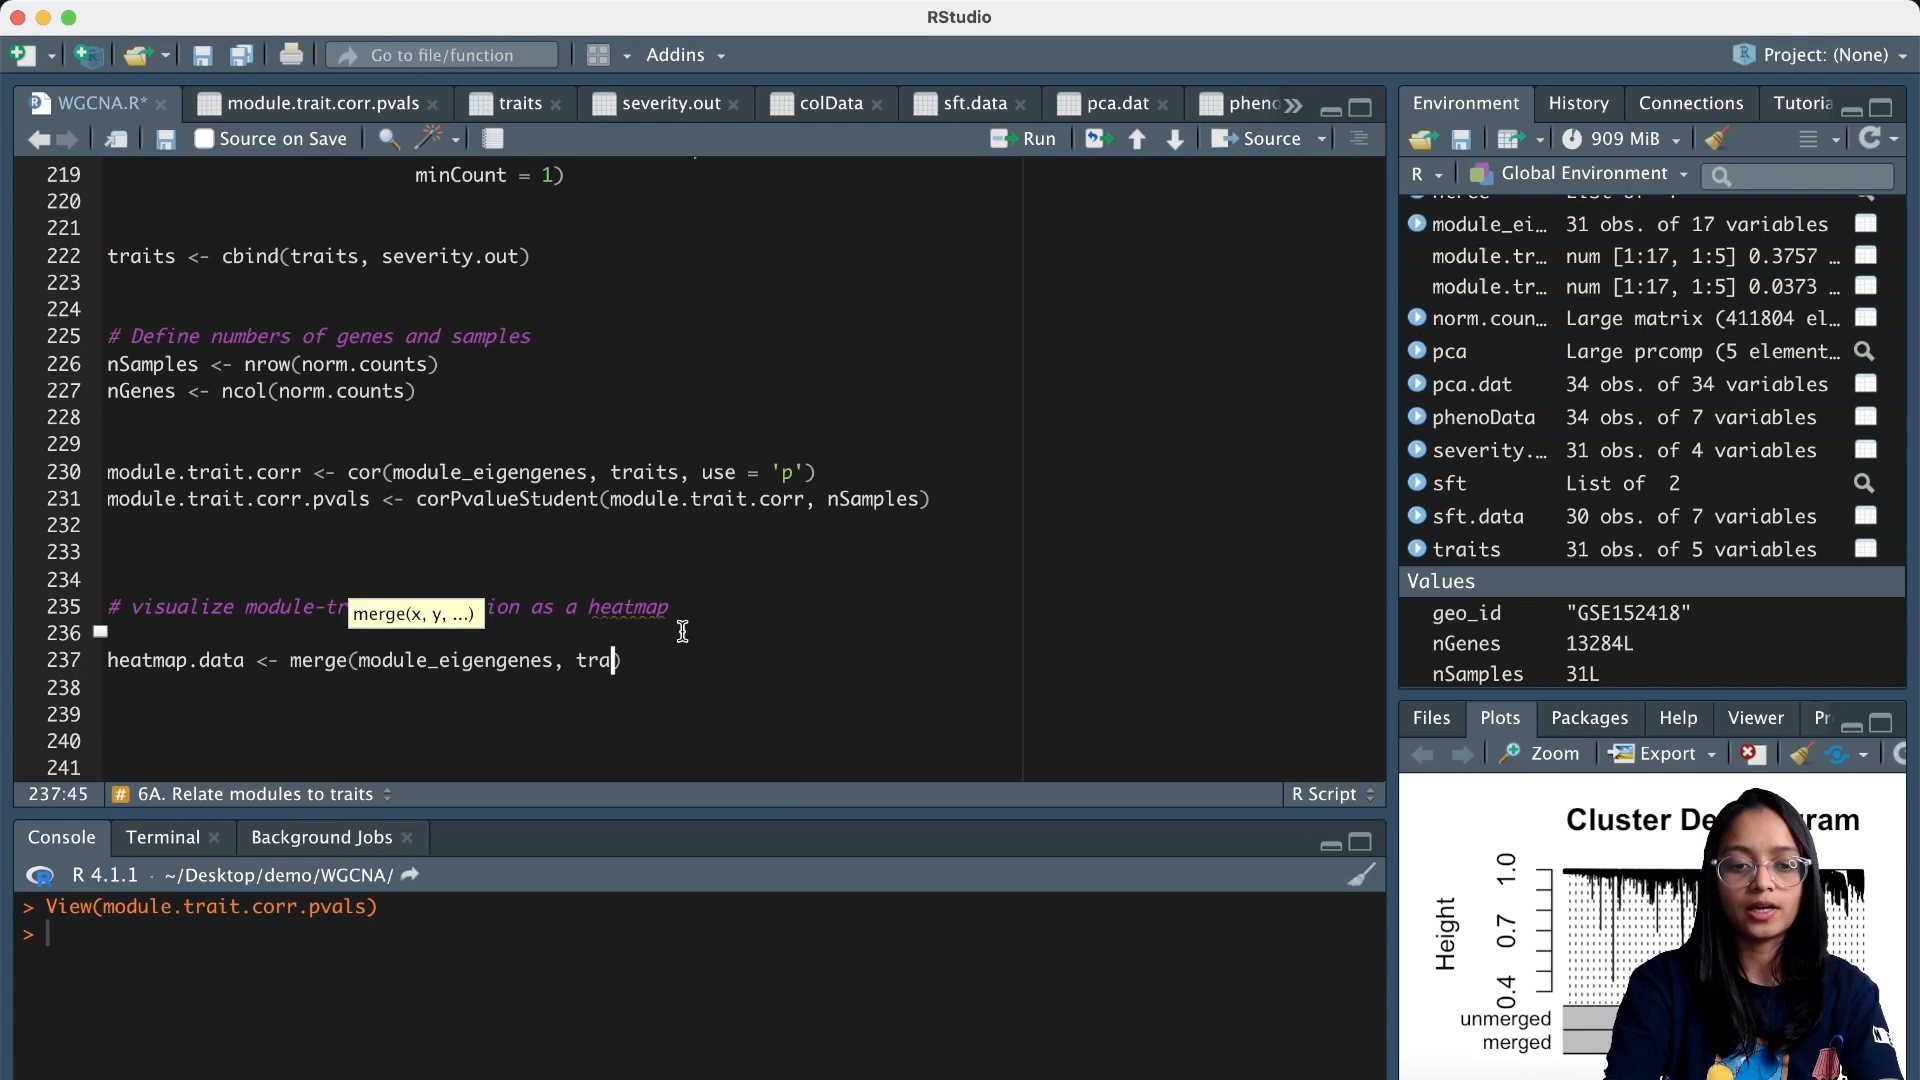 RStudio
Go to file/function
Addins
Project: (None)
WGCNA.R*
module.trait.corr.pvals
traits
severity.out
colData
sft.data
pca.dat
pheno
Source on Save
Run
Source
219 minCount = 1)
220
221
222 traits <- cbind(traits, severity.out)
223
224
225 # Define numbers of genes and samples
226 nSamples <- nrow(norm.counts)
227 nGenes <- ncol(norm.counts)
228
229
230 module.trait.corr <- cor(module_eigengenes, traits, use = 'p')
231 module.trait.corr.pvals <- corPvalueStudent(module.trait.corr, nSamples)
232
233
234
235 # visualize module-tr ion as a heatmap
merge(x, y, ...)
236
237 heatmap.data <- merge(module_eigengenes, tra)
238
239
240
241
237:45 # 6A. Relate modules to traits
R Script
Console
Terminal
Background Jobs
R 4.1.1 · ~/Desktop/demo/WGCNA/
> View(module.trait.corr.pvals)
>
Environment
History
Connections
Tutoria
909 MiB
R
Global Environment
module_ei… 31 obs. of 17 variables
module.tr… num [1:17, 1:5] 0.3757 …
module.tr… num [1:17, 1:5] 0.0373 …
norm.coun… Large matrix (411804 el…
pca Large prcomp (5 element…
pca.dat 34 obs. of 34 variables
phenoData 34 obs. of 7 variables
severity.… 31 obs. of 4 variables
sft List of 2
sft.data 30 obs. of 7 variables
traits 31 obs. of 5 variables
Values
geo_id "GSE152418"
nGenes 13284L
nSamples 31L
Files
Plots
Packages
Help
Viewer
Pr
Zoom
Export
Cluster De ram
Height
1.0
0.7
0.4
unmerged
merged